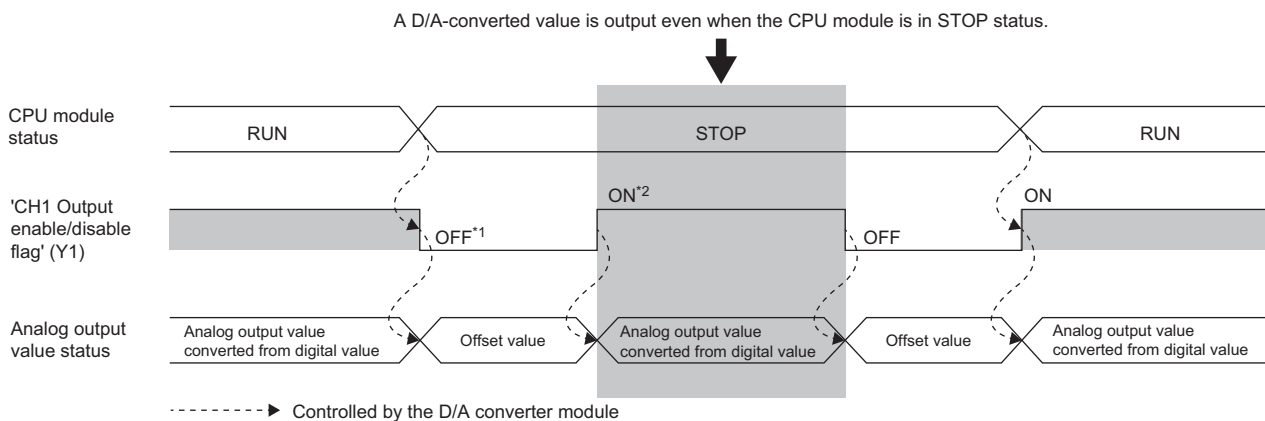 A D/A-converted value is output even when the CPU module is in STOP status.
CPU module
status
RUN
STOP
RUN
'CH1 Output
enable/disable
flag' (Y1)
OFF*1
ON*2
OFF
ON
Analog output
value status
Analog output value
converted from digital value
Offset value
Analog output value
converted from digital value
Offset value
Analog output value
converted from digital value
Controlled by the D/A converter module